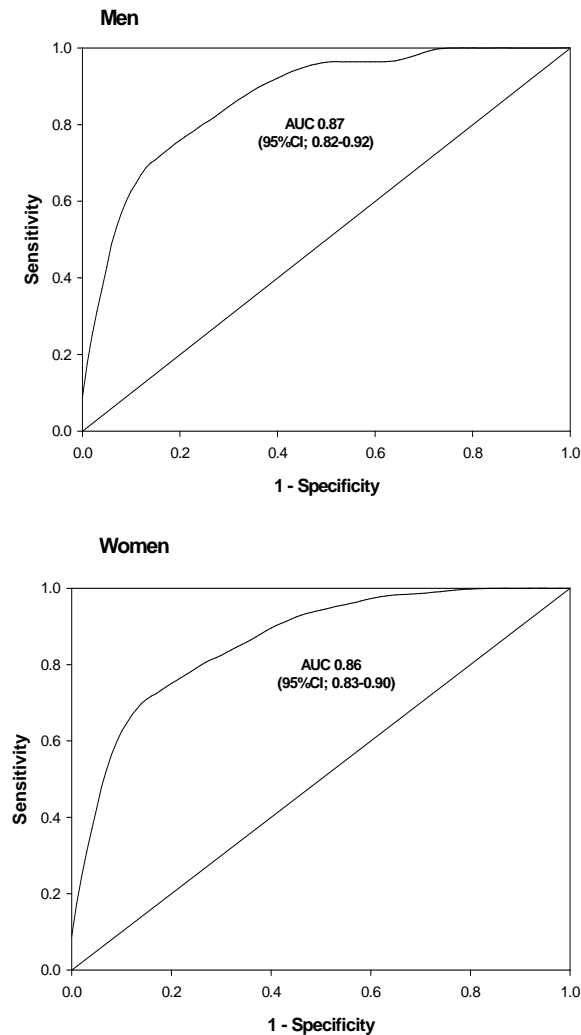 Men
1.0
0.8
0.6
0.4
0.2
0.0
Sensitivity
AUC 0.87
(95%CI; 0.82-0.92)
0.0 0.2 0.4 0.6 0.8 1.0
1 - Specificity
Women
1.0
0.8
0.6
0.4
0.2
0.0
Sensitivity
AUC 0.86
(95%CI; 0.83-0.90)
0.0 0.2 0.4 0.6 0.8 1.0
1 - Specificity